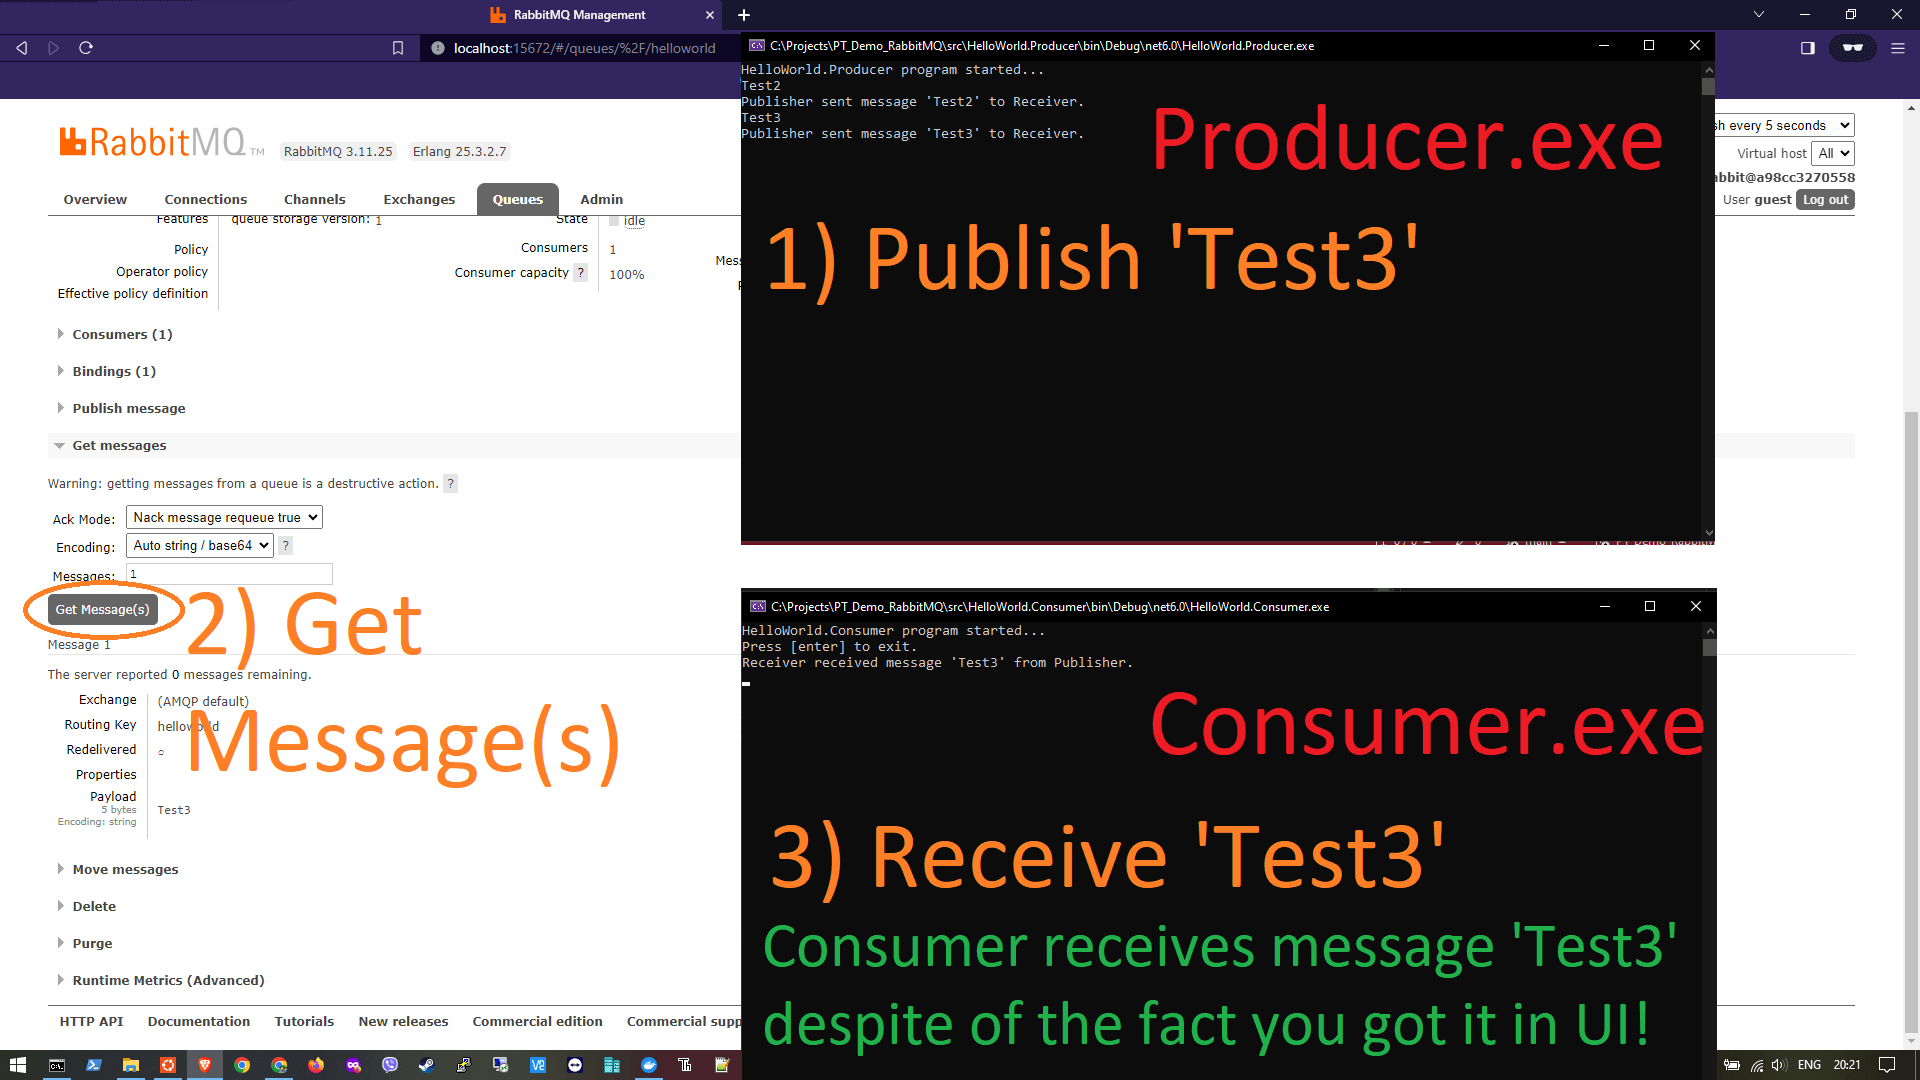 RabbitMQ Management
localhost:15672/#/queues/%2F/helloworld
RabbitMQ TM
RabbitMQ 3.11.25
Erlang 25.3.2.7
sh every 5 seconds
Virtual host
All
abbit@a98cc3270558
User guest
Log out
Overview
Connections
Channels
Exchanges
Queues
Admin
Features
queue storage version: 1
State
idle
Policy
Consumers
1
Operator policy
Consumer capacity ?
100%
Mess
Effective policy definition
Consumers (1)
Bindings (1)
Publish message
Get messages
Warning: getting messages from a queue is a destructive action. ?
Ack Mode: Nack message requeue true
Encoding: Auto string / base64 ?
Messages: 1
Get Message(s)
2) Get
Message(s)
Message 1
The server reported 0 messages remaining.
Exchange (AMQP default)
Routing Key helloworld
Redelivered ○
Properties
Payload
5 bytes
Encoding: string
Test3
Move messages
Delete
Purge
Runtime Metrics (Advanced)
HTTP API
Documentation
Tutorials
New releases
Commercial edition
Commercial supp
C:\Projects\PT_Demo_RabbitMQ\src\HelloWorld.Producer\bin\Debug\net6.0\HelloWorld.Producer.exe
HelloWorld.Producer program started...
Test2
Publisher sent message 'Test2' to Receiver.
Test3
Publisher sent message 'Test3' to Receiver.
Producer.exe
1) Publish 'Test3'
C:\Projects\PT_Demo_RabbitMQ\src\HelloWorld.Consumer\bin\Debug\net6.0\HelloWorld.Consumer.exe
HelloWorld.Consumer program started...
Press [enter] to exit.
Receiver received message 'Test3' from Publisher.
Consumer.exe
3) Receive 'Test3'
Consumer receives message 'Test3'
despite of the fact you got it in UI!
ENG
20:21